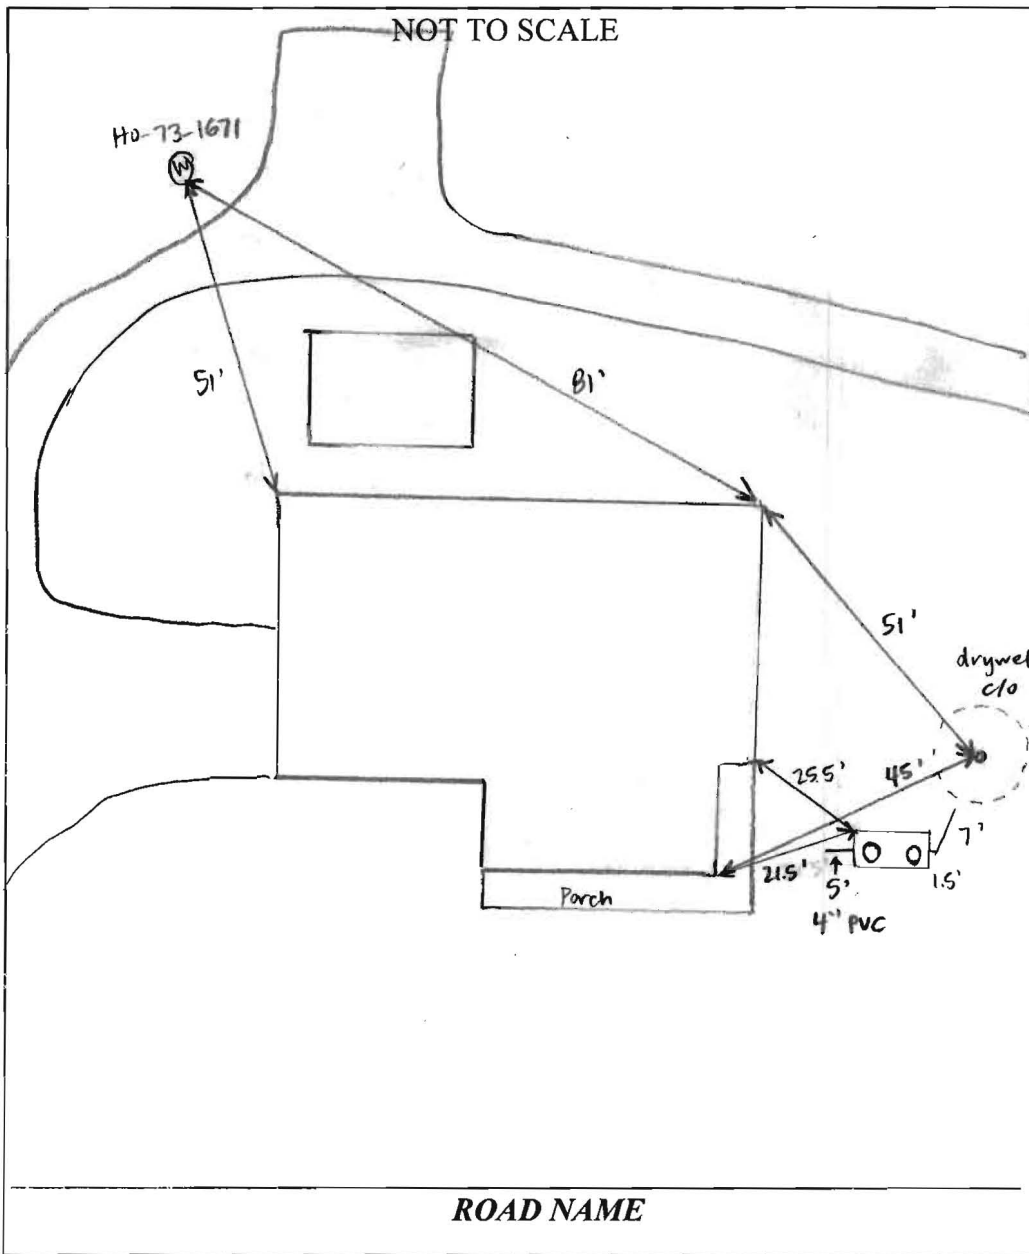 NOT TO SCALE
HO-73-1671
W
51'
81'
51'
drywell
c/o
25.5'
45'
7'
21.5'
5'
1.5'
4" PVC
Porch
ROAD NAME